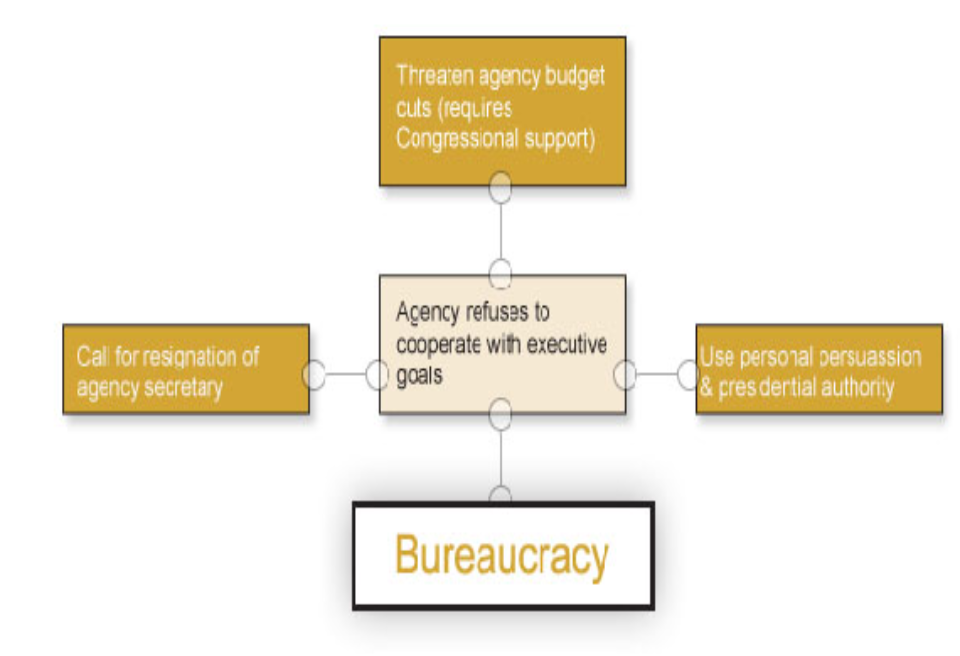 Threaten agency budget
cuts (requires
Congressional support)
Agency refuses to
cooperate with executive
goals
Call for resignation of
agency secretary
Use personal persuassion
& presidential authority
Bureaucracy